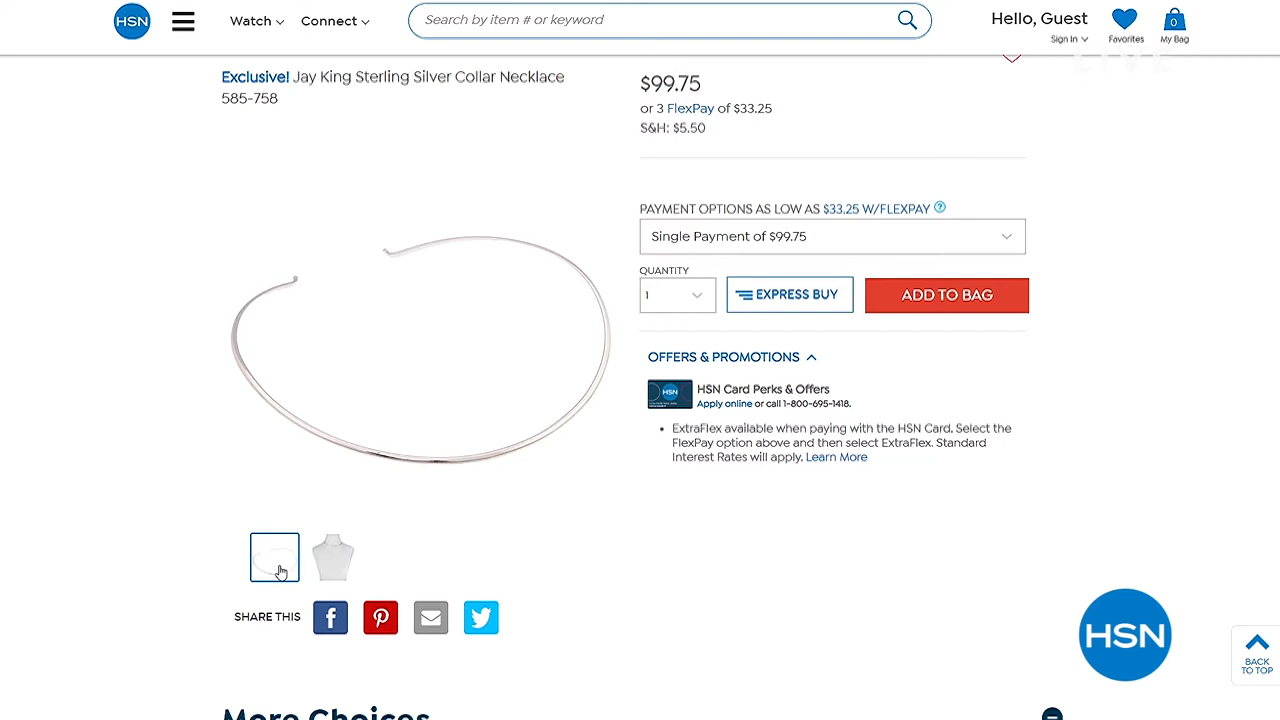 HSN
Watch
Connect
Search by item # or keyword
Hello, Guest
Sign In
Favorites
0
My Bag
LIVE
Exclusive! Jay King Sterling Silver Collar Necklace
585-758
$99.75
or 3 FlexPay of $33.25
S&H: $5.50
PAYMENT OPTIONS AS LOW AS $33.25 W/FLEXPAY ?
Single Payment of $99.75
QUANTITY
1
EXPRESS BUY
ADD TO BAG
OFFERS & PROMOTIONS
HSN
HSN Card Perks & Offers
Apply online or call 1-800-695-1418.
• ExtraFlex available when paying with the HSN Card. Select the
FlexPay option above and then select ExtraFlex. Standard
Interest Rates will apply. Learn More
SHARE THIS
HSN
BACK
TO TOP
More Choices